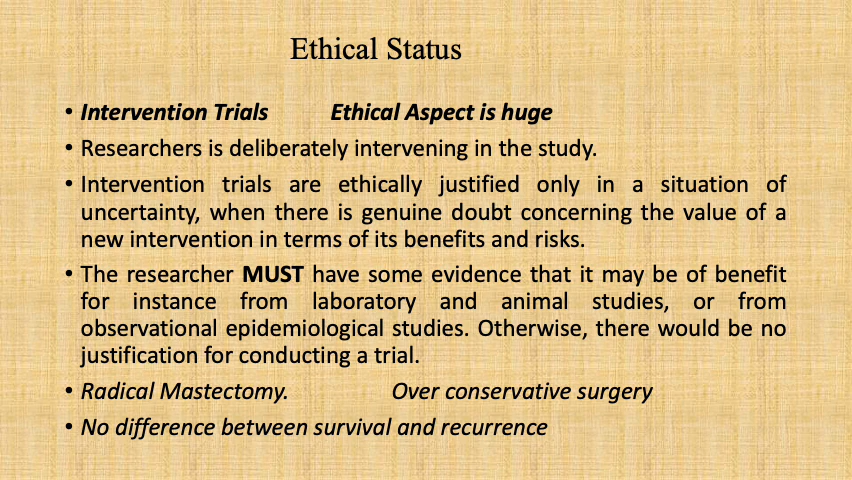 Ethical Status
• Intervention Trials Ethical Aspect is huge
• Researchers is deliberately intervening in the study.
• Intervention trials are ethically justified only in a situation of
uncertainty, when there is genuine doubt concerning the value of a
new intervention in terms of its benefits and risks.
• The researcher MUST have some evidence that it may be of benefit
for instance from laboratory and animal studies, or from
observational epidemiological studies. Otherwise, there would be no
justification for conducting a trial.
• Radical Mastectomy. Over conservative surgery
• No difference between survival and recurrence